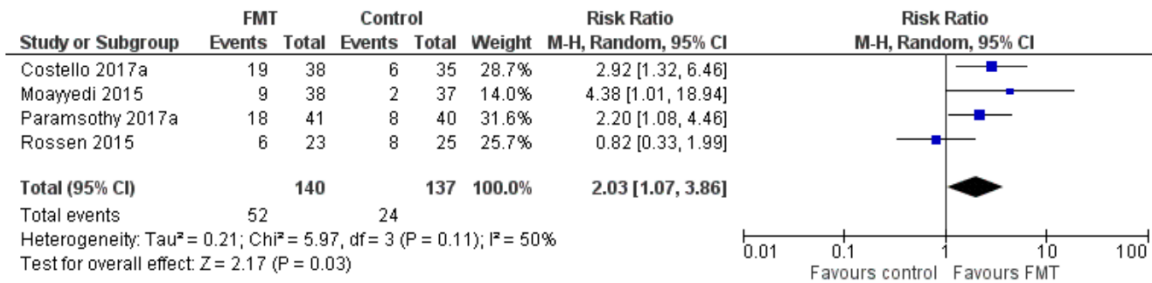 FMT Control Risk Ratio Risk Ratio
Study or Subgroup Events Total Events Total Weight M-H, Random, 95% CI M-H, Random, 95% CI
Costello 2017a 19 38 6 35 28.7% 2.92 [1.32, 6.46]
Moayyedi 2015 9 38 2 37 14.0% 4.38 [1.01, 18.94]
Paramsothy 2017a 18 41 8 40 31.6% 2.20 [1.08, 4.46]
Rossen 2015 6 23 8 25 25.7% 0.82 [0.33, 1.99]
Total (95% CI) 140 137 100.0% 2.03 [1.07, 3.86]
Total events 52 24
Heterogeneity: Tau² = 0.21; Chi² = 5.97, df = 3 (P = 0.11); I² = 50%
Test for overall effect: Z = 2.17 (P = 0.03)
0.01 0.1 1 10 100
Favours control Favours FMT